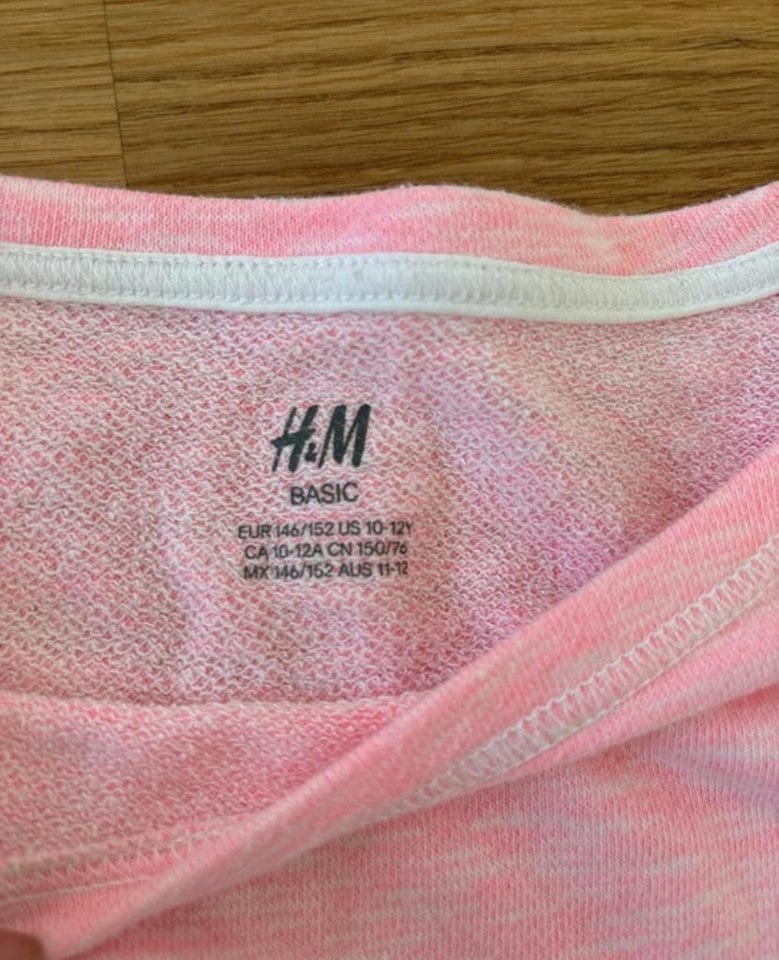 H&M
BASIC
EUR 146/152 US 10-12Y
CA 10-12A CN 150/76
MX 146/152 AUS 11-12